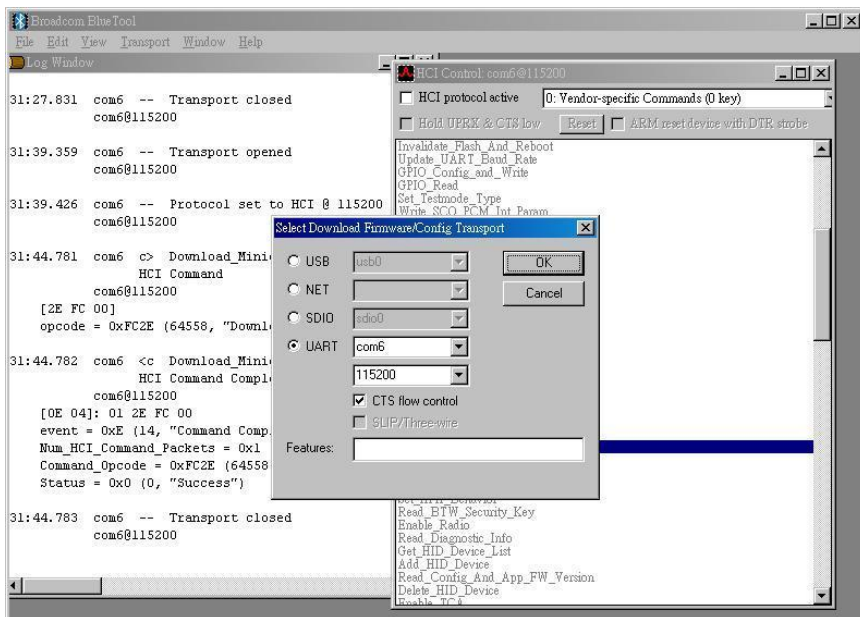 Broadcom BlueTool
File Edit View Transport Window Help
Log Window
31:27.831 com6 -- Transport closed
com6@115200
31:39.359 com6 -- Transport opened
com6@115200
31:39.426 com6 -- Protocol set to HCI @ 115200
com6@115200
31:44.781 com6 c> Download_Mini
HCI Command
com6@115200
[2E FC 00]
opcode = 0xFC2E (64558, "Downl
31:44.782 com6 <c Download_Mini
HCI Command Compl
com6@115200
[0E 04]: 01 2E FC 00
event = 0xE (14, "Command Comp
Num_HCI_Command_Packets = 0x1
Command_Opcode = 0xFC2E (64558
Status = 0x0 (0, "Success")
31:44.783 com6 -- Transport closed
com6@115200
HCI Control: com6@115200
HCI protocol active 0: Vendor-specific Commands (0 key)
Hold UPRX & CTS low Reset ARM reset device with DTR strobe
Invalidate_Flash_And_Reboot
Update_UART_Baud_Rate
GPIO_Config_and_Write
GPIO_Read
Set_Testmode_Type
Write_SCO_PCM_Int_Param
Select Download Firmware/Config Transport
USB usb0 OK
NET Cancel
SDIO sdio0
UART com6
115200
CTS flow control
SLIP/Three-wire
Features:
Read_BTW_Security_Key
Enable_Radio
Read_Diagnostic_Info
Get_HID_Device_List
Add_HID_Device
Read_Config_And_App_FW_Version
Delete_HID_Device
Enable_TCA